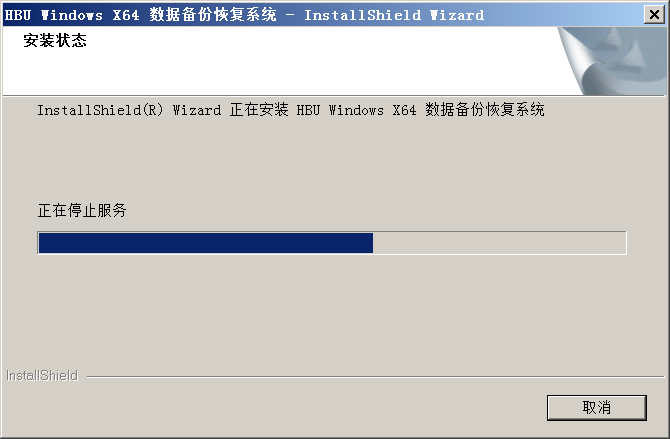 HBU Windows X64 数据备份恢复系统 - InstallShield Wizard
安装状态
InstallShield(R) Wizard 正在安装 HBU Windows X64 数据备份恢复系统
正在停止服务
InstallShield
取消